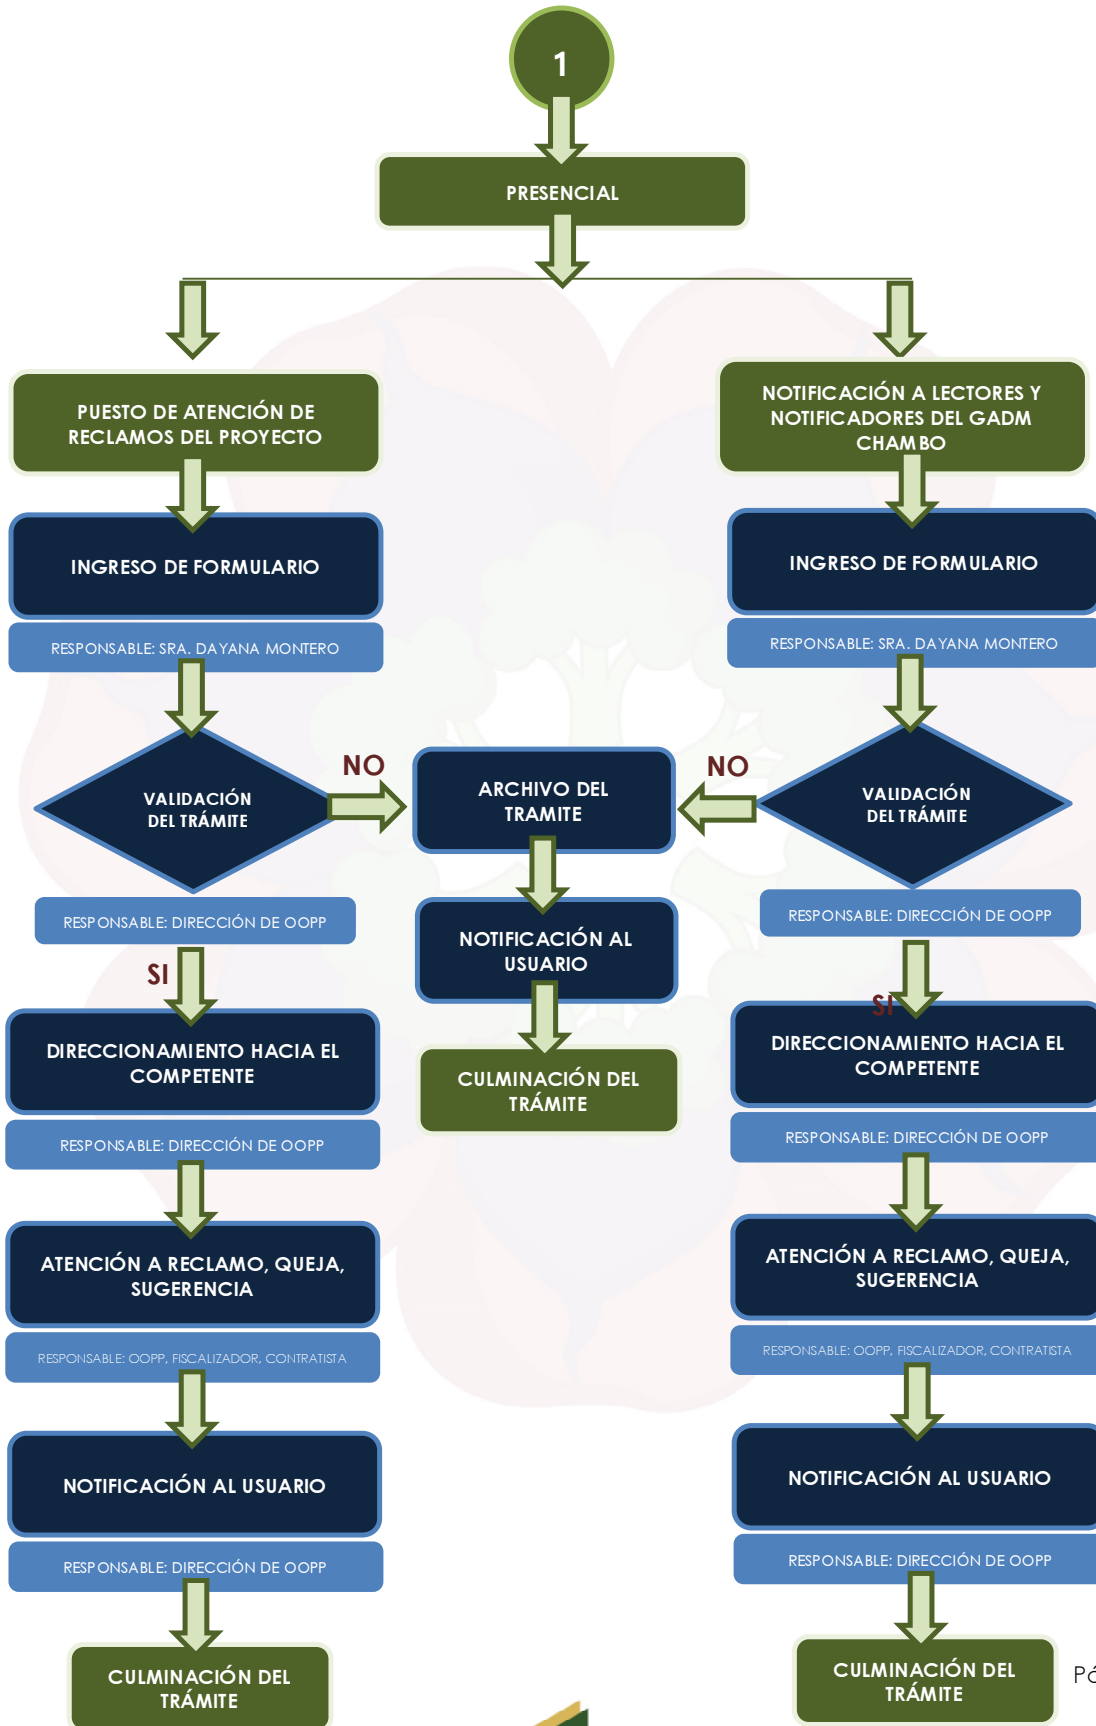 1
PRESENCIAL
PUESTO DE ATENCIÓN DE
RECLAMOS DEL PROYECTO
INGRESO DE FORMULARIO
RESPONSABLE: SRA. DAYANA MONTERO
VALIDACIÓN
DEL TRÁMITE
NO
RESPONSABLE: DIRECCIÓN DE OOPP
SI
DIRECCIONAMIENTO HACIA EL
COMPETENTE
RESPONSABLE: DIRECCIÓN DE OOPP
ATENCIÓN A RECLAMO, QUEJA,
SUGERENCIA
RESPONSABLE: OOPP, FISCALIZADOR, CONTRATISTA
NOTIFICACIÓN AL USUARIO
RESPONSABLE: DIRECCIÓN DE OOPP
CULMINACIÓN DEL
TRÁMITE
ARCHIVO DEL
TRAMITE
NOTIFICACIÓN AL
USUARIO
CULMINACIÓN DEL
TRÁMITE
NOTIFICACIÓN A LECTORES Y
NOTIFICADORES DEL GADM
CHAMBO
INGRESO DE FORMULARIO
RESPONSABLE: SRA. DAYANA MONTERO
NO
VALIDACIÓN
DEL TRÁMITE
RESPONSABLE: DIRECCIÓN DE OOPP
SI
DIRECCIONAMIENTO HACIA EL
COMPETENTE
RESPONSABLE: DIRECCIÓN DE OOPP
ATENCIÓN A RECLAMO, QUEJA,
SUGERENCIA
RESPONSABLE: OOPP, FISCALIZADOR, CONTRATISTA
NOTIFICACIÓN AL USUARIO
RESPONSABLE: DIRECCIÓN DE OOPP
CULMINACIÓN DEL
TRÁMITE